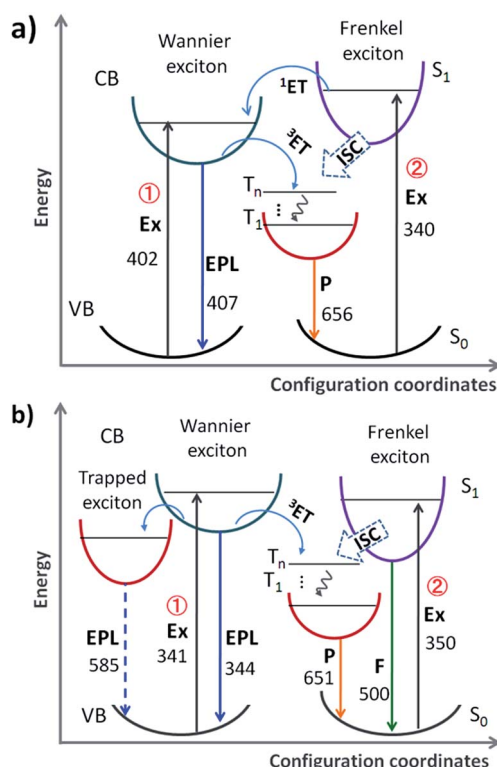 a)
Wannier
exciton
Frenkel
exciton
CB
S1
¹ET
³ET
ISC
Tn
①
Ex
402
②
Ex
340
...
T1
EPL
407
P
656
VB
S0
Energy
Configuration coordinates
b)
CB
Wannier
exciton
Frenkel
exciton
Trapped
exciton
S1
³ET
ISC
Tn
T1
...
①
Ex
341
②
Ex
350
EPL
585
EPL
344
P
651
F
500
VB
S0
Energy
Configuration coordinates